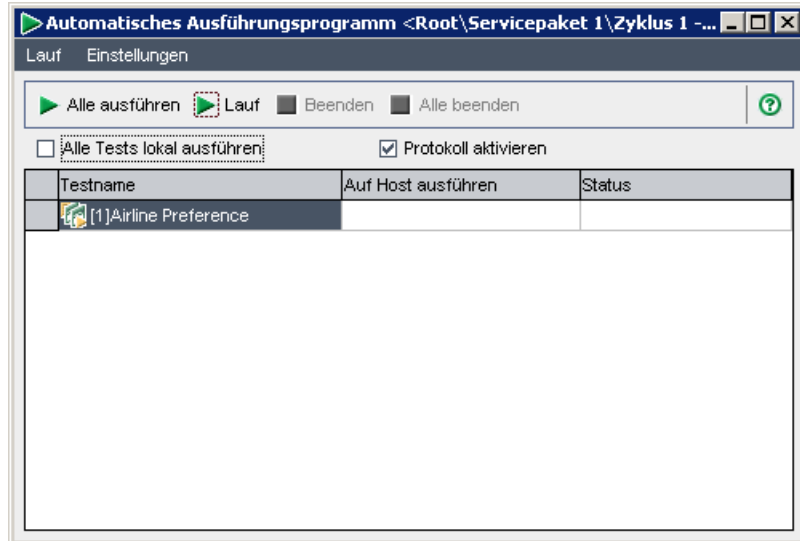 Automatisches Ausführungsprogramm <Root\Servicepaket 1\Zyklus 1 -...
Lauf Einstellungen
Alle ausführen Lauf Beenden Alle beenden
Alle Tests lokal ausführen Protokoll aktivieren
Testname Auf Host ausführen Status
[1]Airline Preference